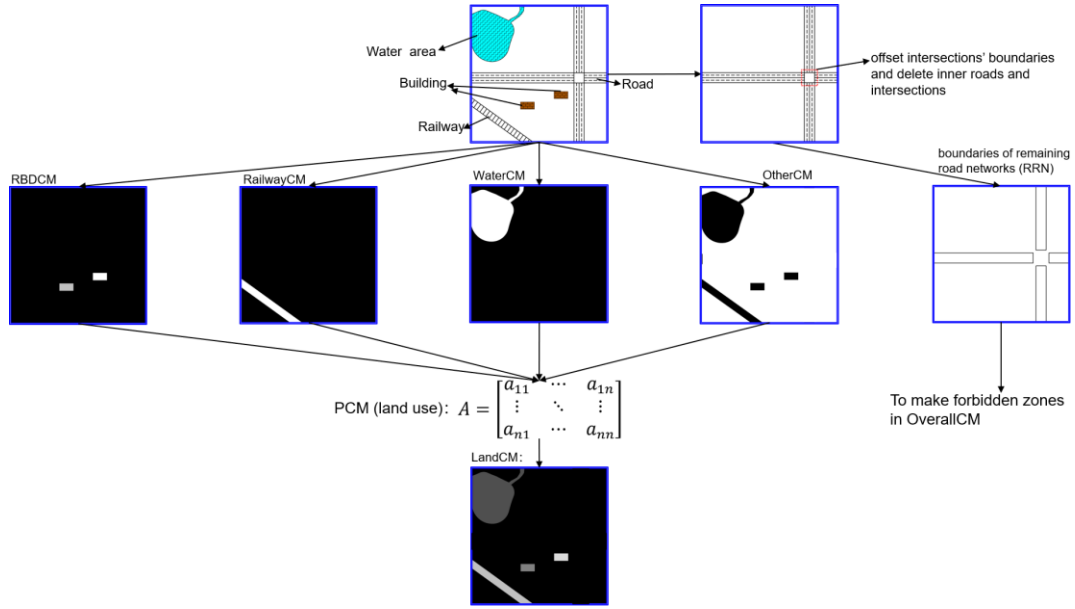 Water area
Building
Railway
Road
offset intersections' boundaries
and delete inner roads and
intersections
RBDCM
RailwayCM
WaterCM
OtherCM
boundaries of remaining
road networks (RRN)
PCM (land use): A = [a₁₁ ⋯ a₁ₙ
⋮ ⋱ ⋮
aₙ₁ ⋯ aₙₙ]
To make forbidden zones
in OverallCM
LandCM: